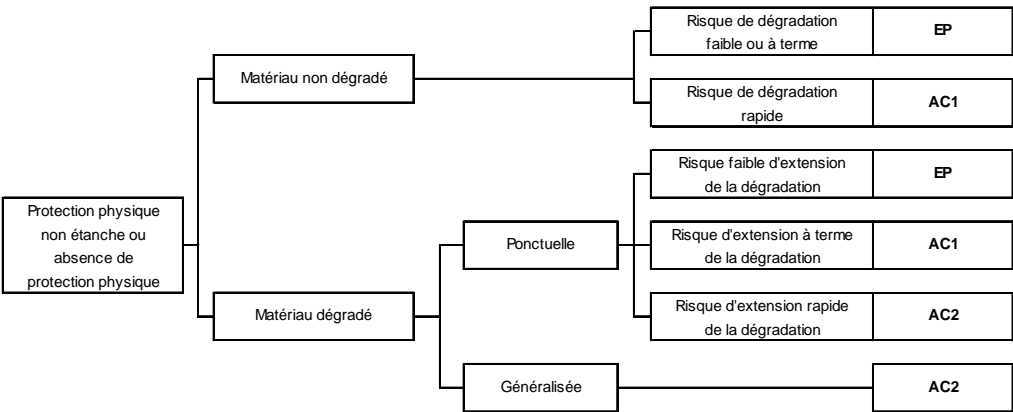 Risque de dégradation
faible ou à terme
EP
Matériau non dégradé
Risque de dégradation
rapide
AC1
Risque faible d'extension
de la dégradation
EP
Protection physique
non étanche ou
absence de
protection physique
Ponctuelle
Risque d'extension à terme
de la dégradation
AC1
Matériau dégradé
Risque d'extension rapide
de la dégradation
AC2
Généralisée
AC2